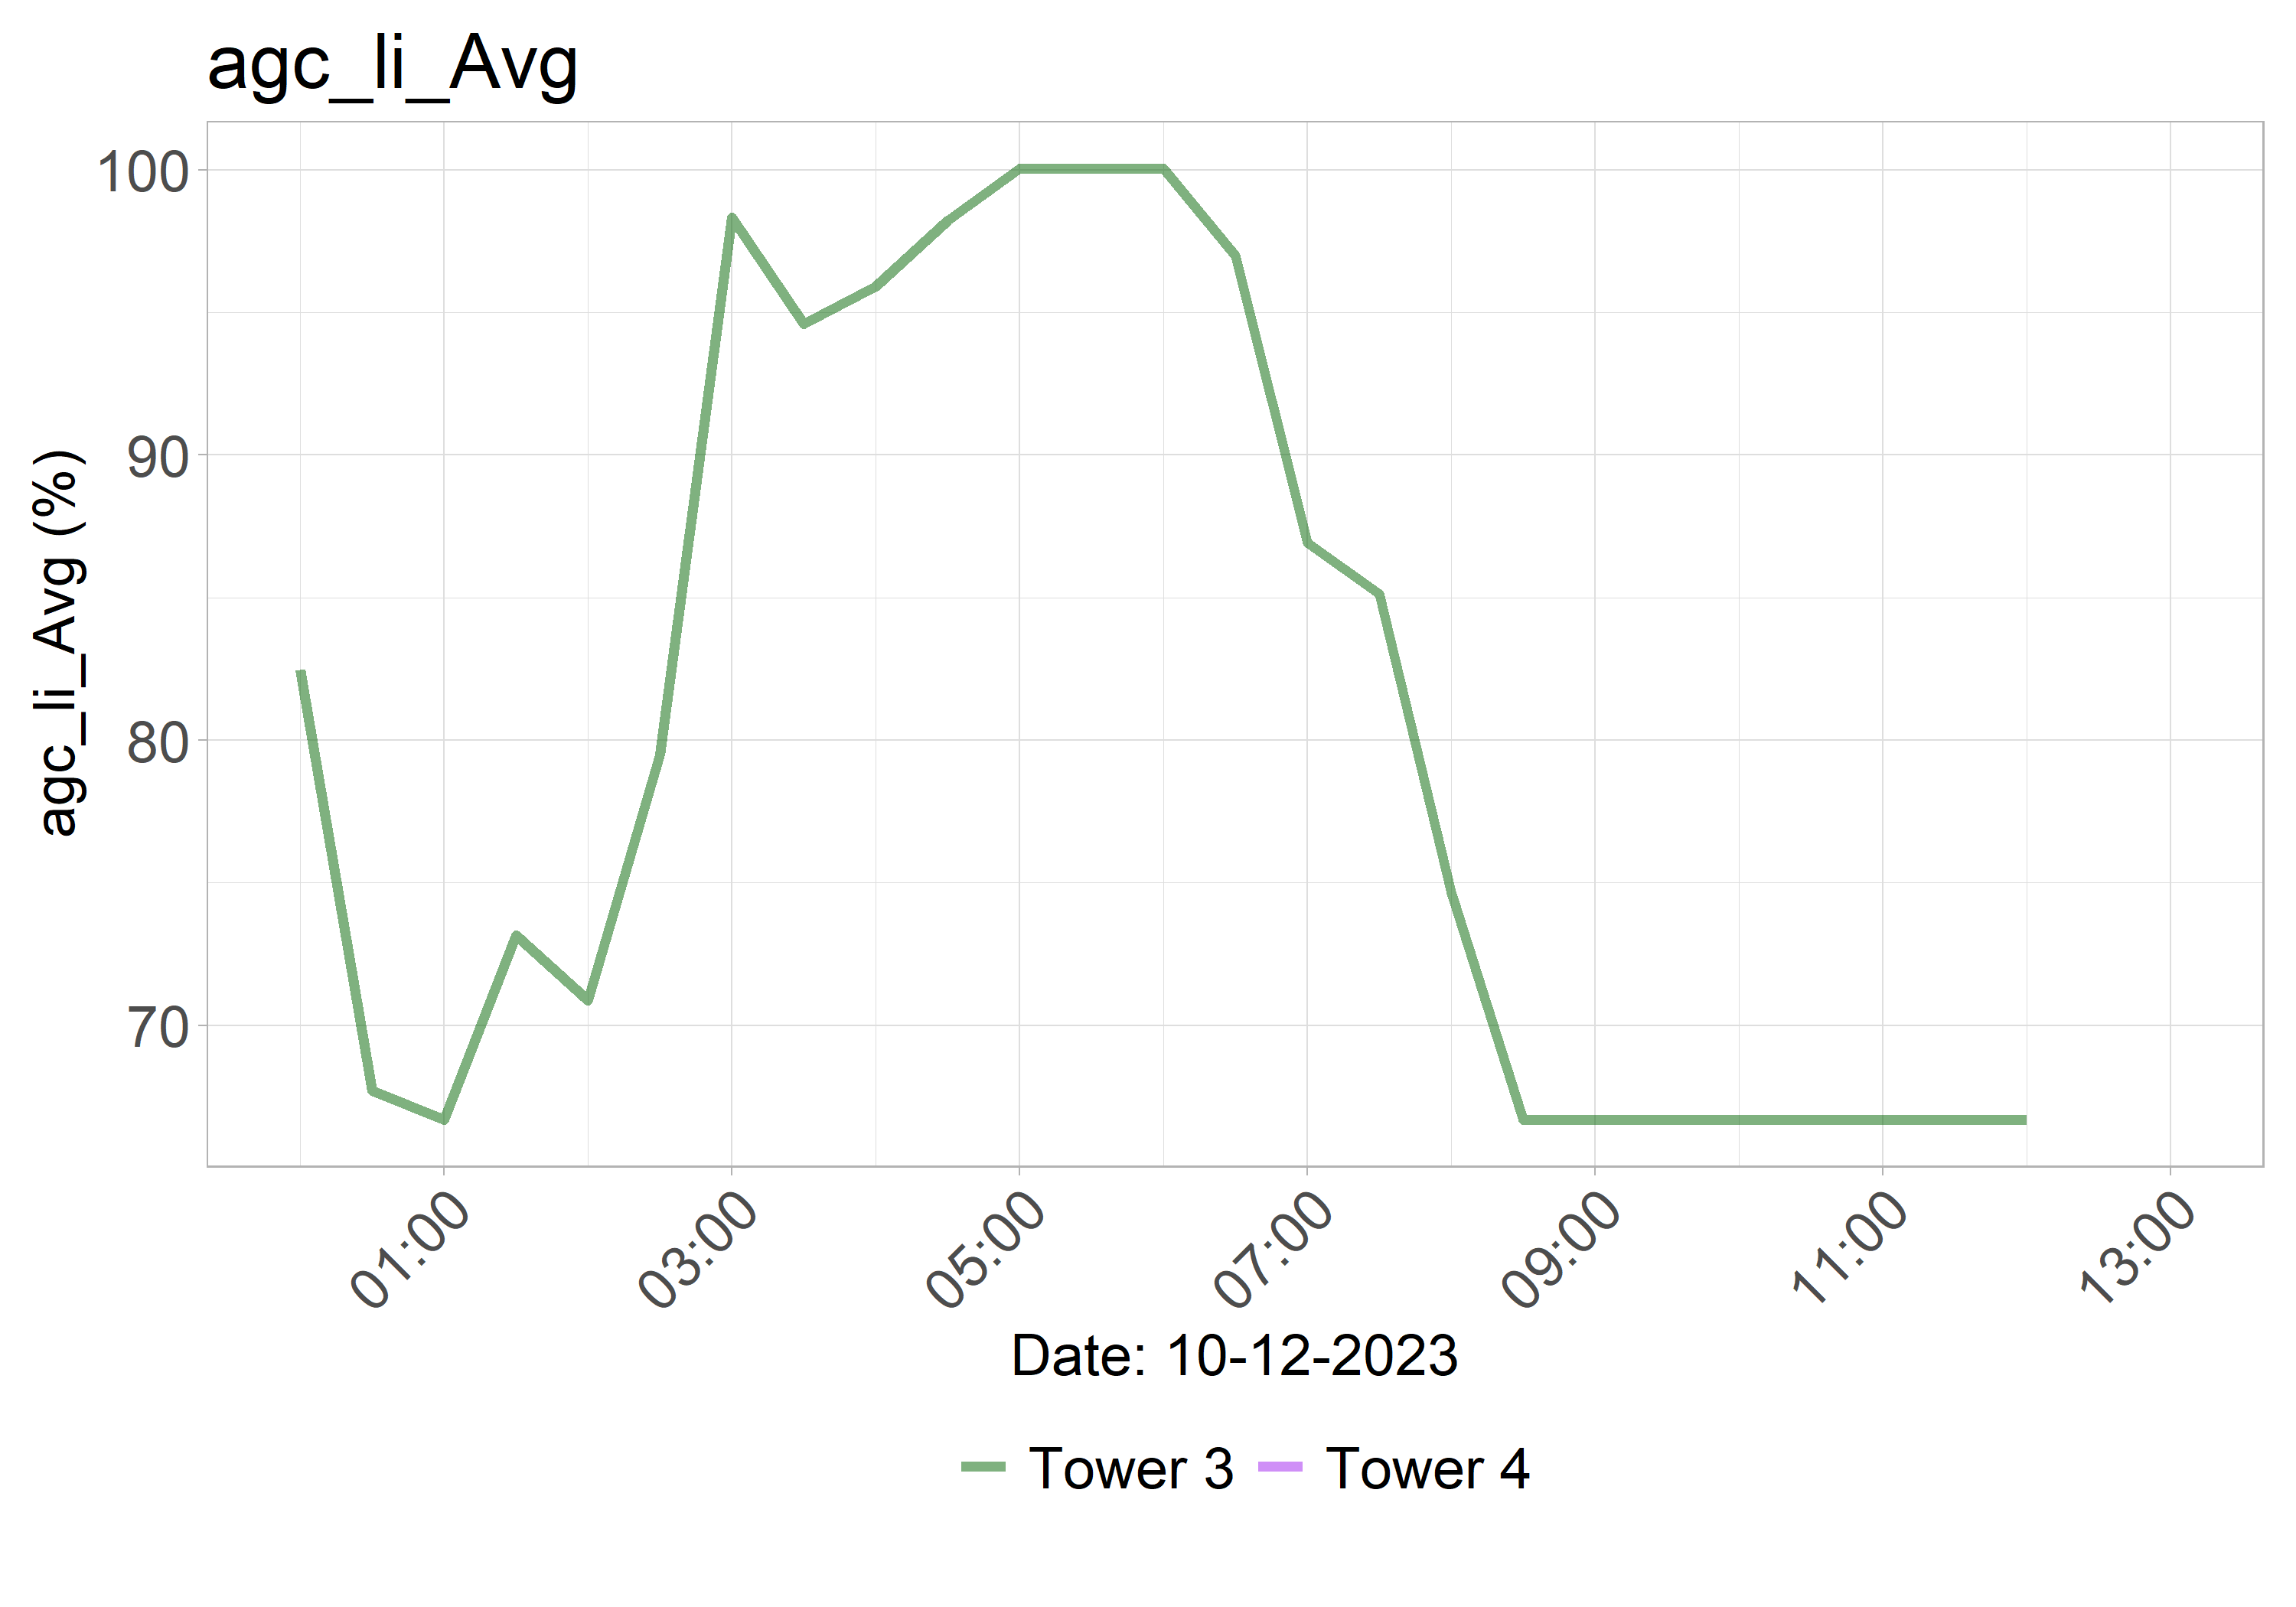 agc_li_Avg
agc_li_Avg (%)
100
90
80
70
01:00 03:00 05:00 07:00 09:00 11:00 13:00
Date: 10-12-2023
Tower 3 Tower 4